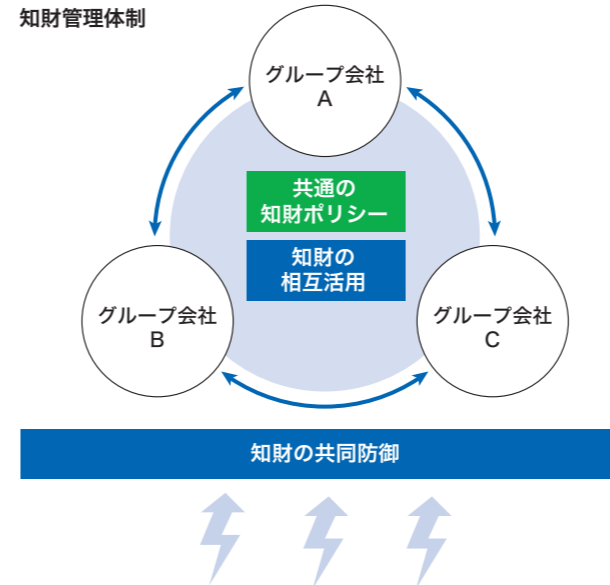 知財管理体制
グループ会社
A
共通の
知財ポリシー
知財の
相互活用
グループ会社
B
グループ会社
C
知財の共同防御